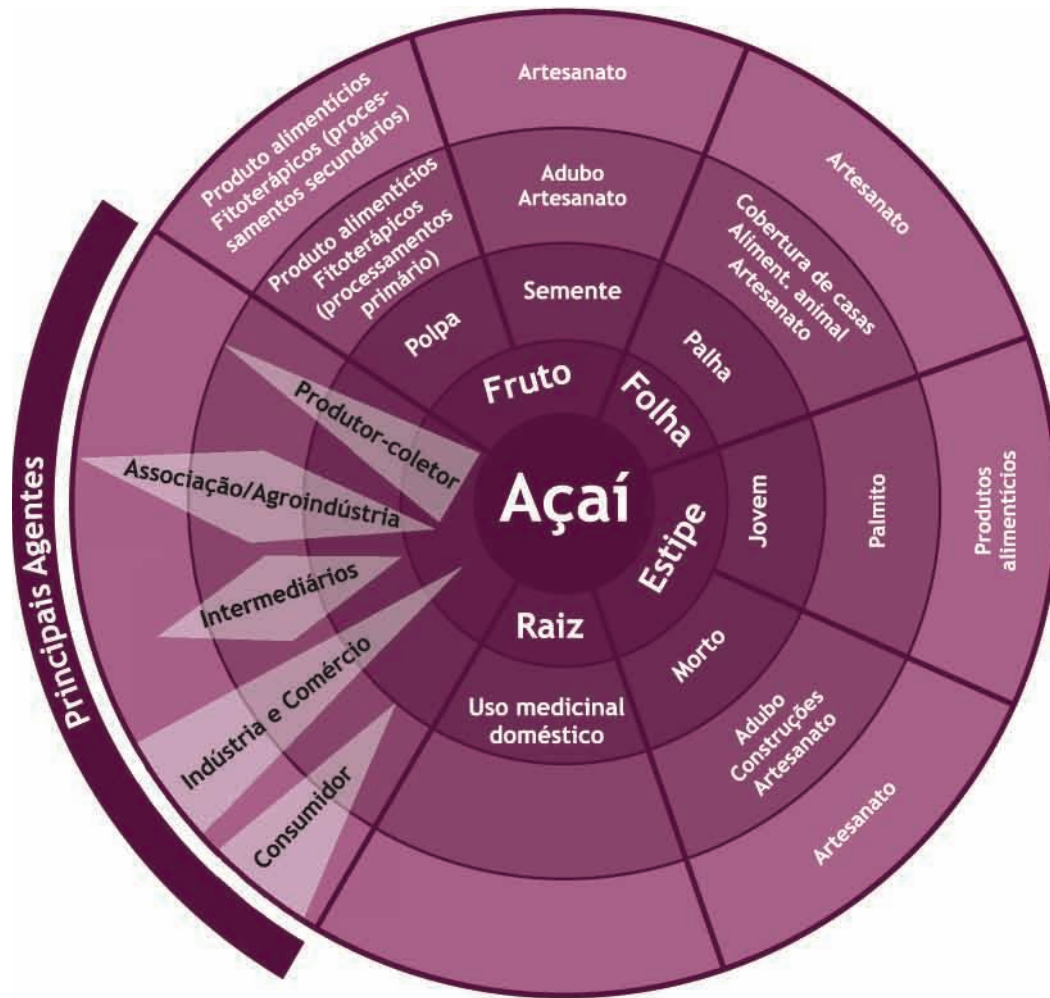 Açaí
Fruto
Folha
Estipe
Raiz
Polpa
Semente
Palha
Jovem
Morto
Uso medicinal
doméstico
Produto alimentícios
Fitoterápicos
(processamentos
primário)
Adubo
Artesanato
Cobertura de casas
Aliment. animal
Artesanato
Palmito
Adubo
Construções
Artesanato
Produto alimentícios
Fitoterápicos (proces-
samentos secundários)
Artesanato
Artesanato
Produtos
alimentícios
Artesanato
Principais Agentes
Produtor-coletor
Associação/Agroindústria
Intermediários
Indústria e Comércio
Consumidor